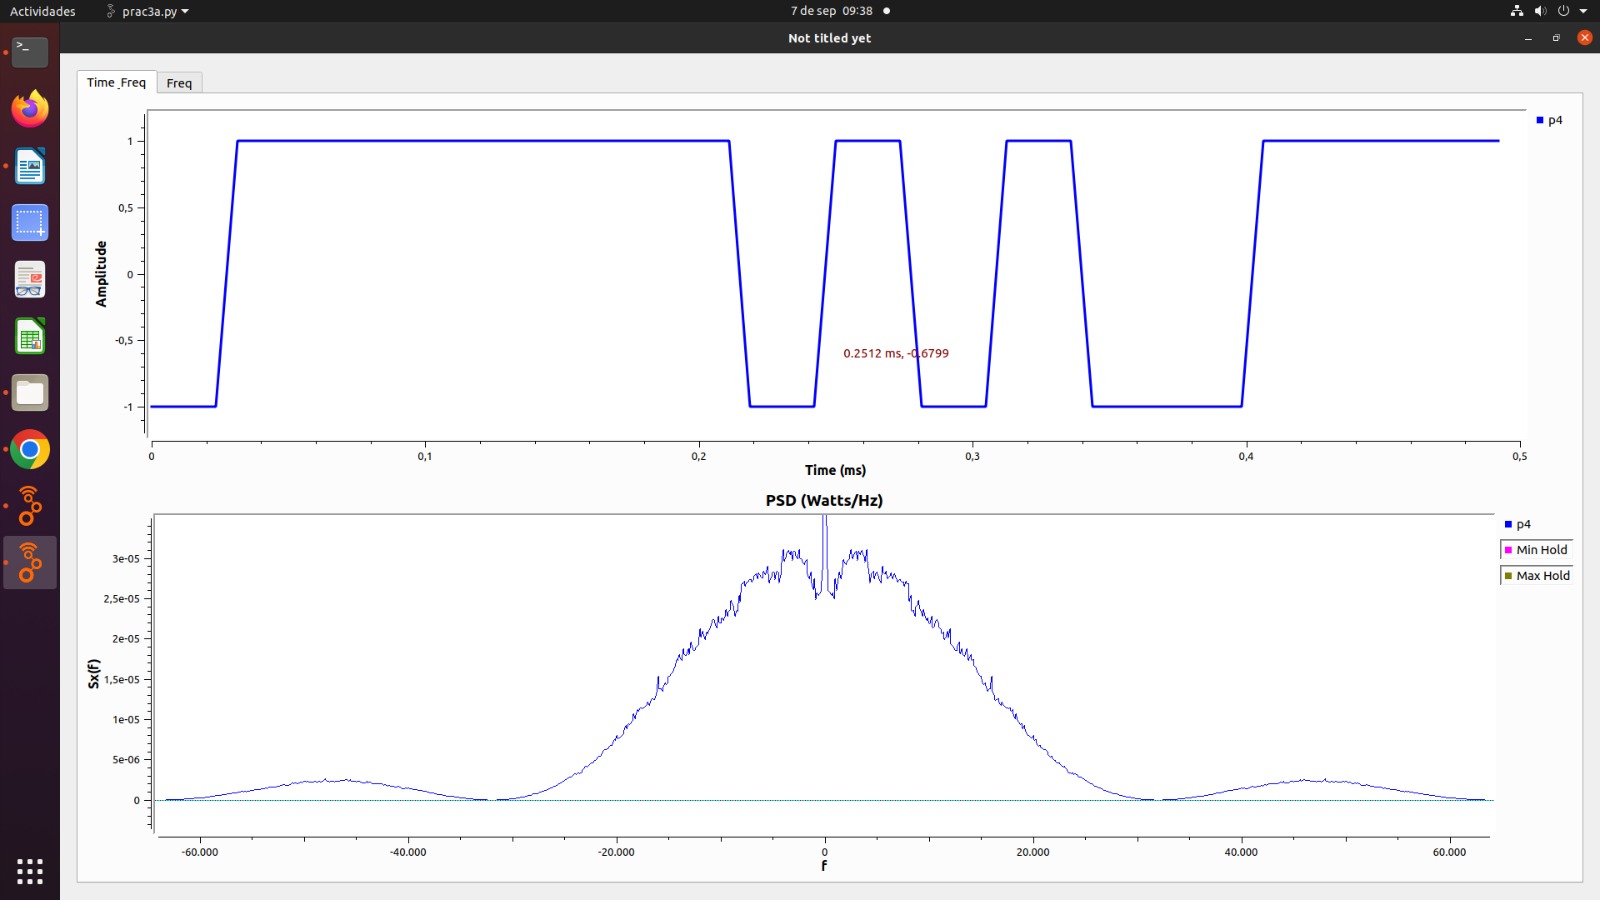 Actividades prac3a.py 7 de sep 09:38
Not titled yet
Time_Freq Freq
p4
Amplitude
1
0,5
0
-0,5
-1
0.2512 ms, -0.6799
0 0,1 0,2 0,3 0,4 0,5
Time (ms)
PSD (Watts/Hz)
p4
Min Hold
Max Hold
Sx(f)
3e-05
2,5e-05
2e-05
1,5e-05
1e-05
5e-06
0
-60.000 -40.000 -20.000 0 20.000 40.000 60.000
f